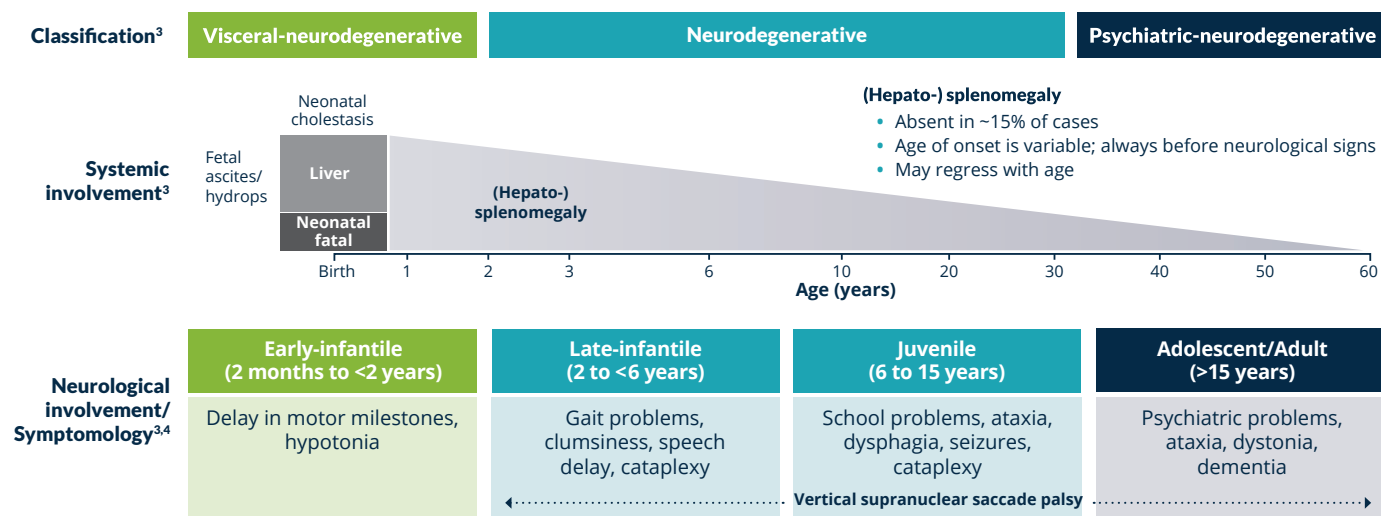 Classification³
Visceral-neurodegenerative
Neurodegenerative
Psychiatric-neurodegenerative
Systemic
involvement³
Neonatal
cholestasis
Fetal
ascites/
hydrops
Liver
Neonatal
fatal
(Hepato-)
splenomegaly
(Hepato-) splenomegaly
• Absent in ~15% of cases
• Age of onset is variable; always before neurological signs
• May regress with age
Birth 1 2 3 6 10 20 30 40 50 60
Age (years)
Neurological
involvement/
Symptomology³,⁴
Early-infantile
(2 months to <2 years)
Delay in motor milestones,
hypotonia
Late-infantile
(2 to <6 years)
Gait problems,
clumsiness, speech
delay, cataplexy
Juvenile
(6 to 15 years)
School problems, ataxia,
dysphagia, seizures,
cataplexy
Adolescent/Adult
(>15 years)
Psychiatric problems,
ataxia, dystonia,
dementia
Vertical supranuclear saccade palsy